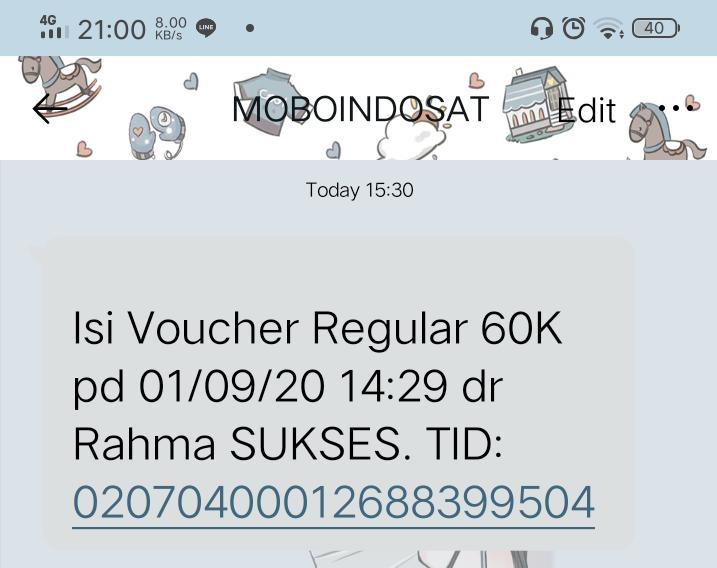 4G 21:00 8.00 KB/s LINE 40
MOBOINDOSAT Edit
Today 15:30
Isi Voucher Regular 60K
pd 01/09/20 14:29 dr
Rahma SUKSES. TID:
02070400012688399504